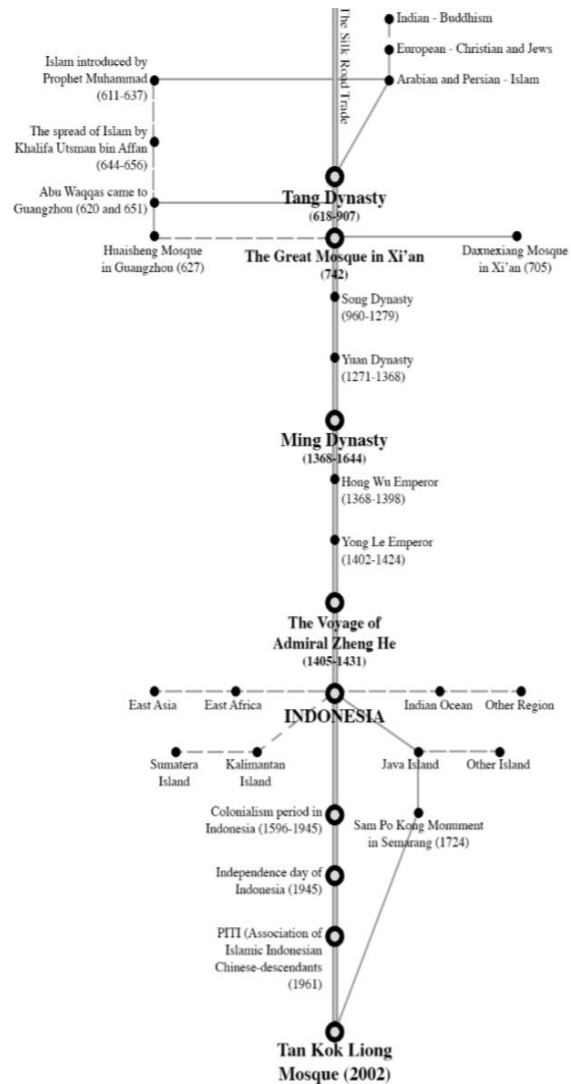 The Silk Road Trade
Indian - Buddhism
European - Christian and Jews
Arabian and Persian - Islam
Islam introduced by
Prophet Muhammad
(611-637)
The spread of Islam by
Khalifa Utsman bin Affan
(644-656)
Abu Waqqas came to
Guangzhou (620 and 651)
Tang Dynasty
(618-907)
Huaisheng Mosque
in Guangzhou (627)
The Great Mosque in Xi’an
(742)
Daxuexiang Mosque
in Xi’an (705)
Song Dynasty
(960-1279)
Yuan Dynasty
(1271-1368)
Ming Dynasty
(1368-1644)
Hong Wu Emperor
(1368-1398)
Yong Le Emperor
(1402-1424)
The Voyage of
Admiral Zheng He
(1405-1431)
East Asia
East Africa
INDONESIA
Indian Ocean
Other Region
Sumatera
Island
Kalimantan
Island
Java Island
Other Island
Colonialism period in
Indonesia (1596-1945)
Sam Po Kong Monument
in Semarang (1724)
Independence day of
Indonesia (1945)
PITI (Association of
Islamic Indonesian
Chinese-descendants
(1961)
Tan Kok Liong
Mosque (2002)